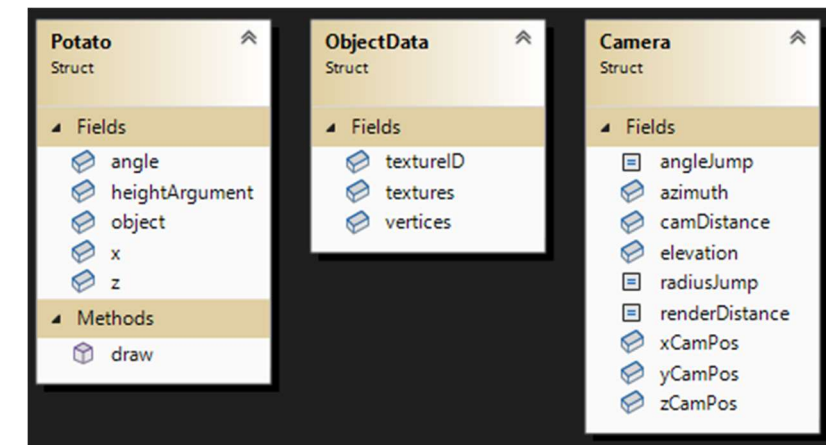 Potato
Struct
Fields
angle
heightArgument
object
x
z
Methods
draw
ObjectData
Struct
Fields
textureID
textures
vertices
Camera
Struct
Fields
angleJump
azimuth
camDistance
elevation
radiusJump
renderDistance
xCamPos
yCamPos
zCamPos